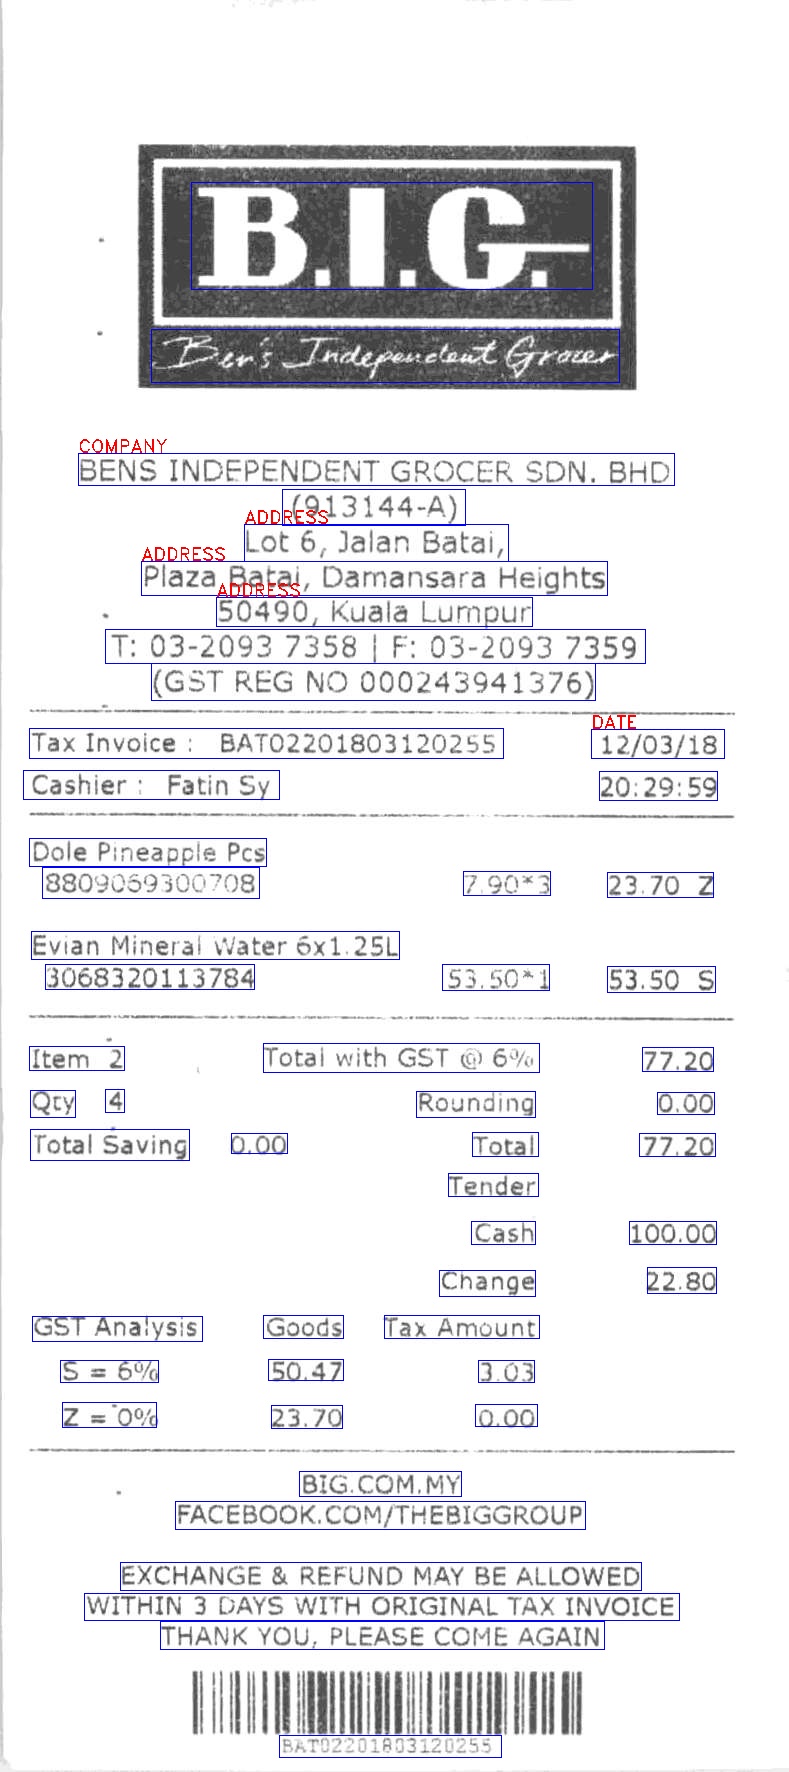 B.I.G.
Ben's Independent Grocer
COMPANY
BENS INDEPENDENT GROCER SDN. BHD
(913144-A)
ADDRESS
Lot 6, Jalan Batai,
ADDRESS
Plaza Batai, Damansara Heights
ADDRESS
50490, Kuala Lumpur
T: 03-2093 7358 | F: 03-2093 7359
(GST REG NO 000243941376)
DATE
Tax Invoice : BAT02201803120255 12/03/18
Cashier : Fatin Sy 20:29:59
Dole Pineapple Pcs
8809069300708 7.90*3 23.70 Z
Evian Mineral Water 6x1.25L
3068320113784 53.50*1 53.50 S
Item 2 Total with GST @ 6% 77.20
Qty 4 Rounding 0.00
Total Saving 0.00 Total 77.20
Tender
Cash 100.00
Change 22.80
GST Analysis Goods Tax Amount
S = 6% 50.47 3.03
Z = 0% 23.70 0.00
BIG.COM.MY
FACEBOOK.COM/THEBIGGROUP
EXCHANGE & REFUND MAY BE ALLOWED
WITHIN 3 DAYS WITH ORIGINAL TAX INVOICE
THANK YOU, PLEASE COME AGAIN
BAT02201803120255